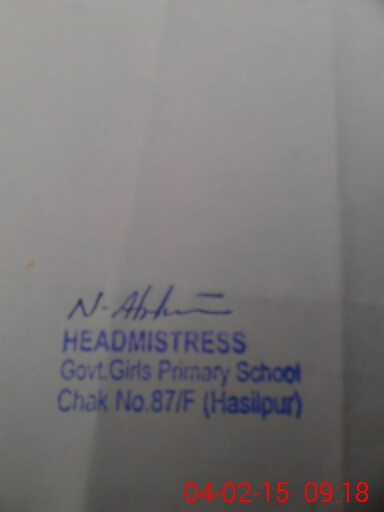 HEADMISTRESS
Govt.Girls Primary School
Chak No.87/F (Hasilpur)
04-02-15 09:18